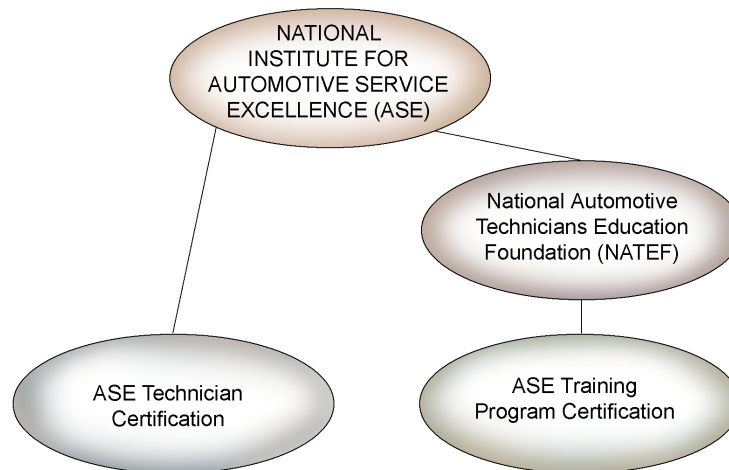 NATIONAL
INSTITUTE FOR
AUTOMOTIVE SERVICE
EXCELLENCE (ASE)
National Automotive
Technicians Education
Foundation (NATEF)
ASE Technician
Certification
ASE Training
Program Certification